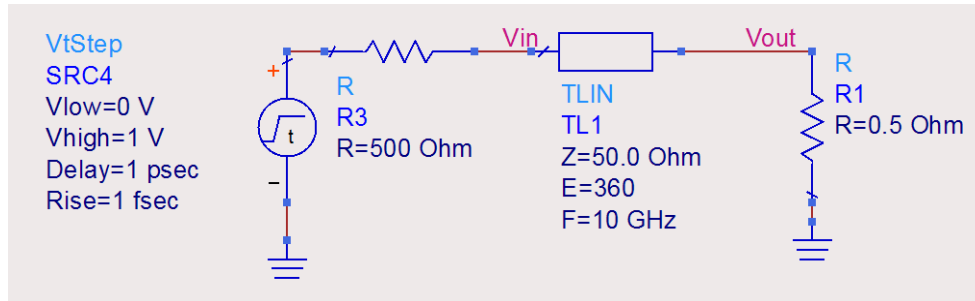 VtStep
SRC4
Vlow=0 V
Vhigh=1 V
Delay=1 psec
Rise=1 fsec
+
t
−
R
R3
R=500 Ohm
Vin
TLIN
TL1
Z=50.0 Ohm
E=360
F=10 GHz
Vout
R
R1
R=0.5 Ohm